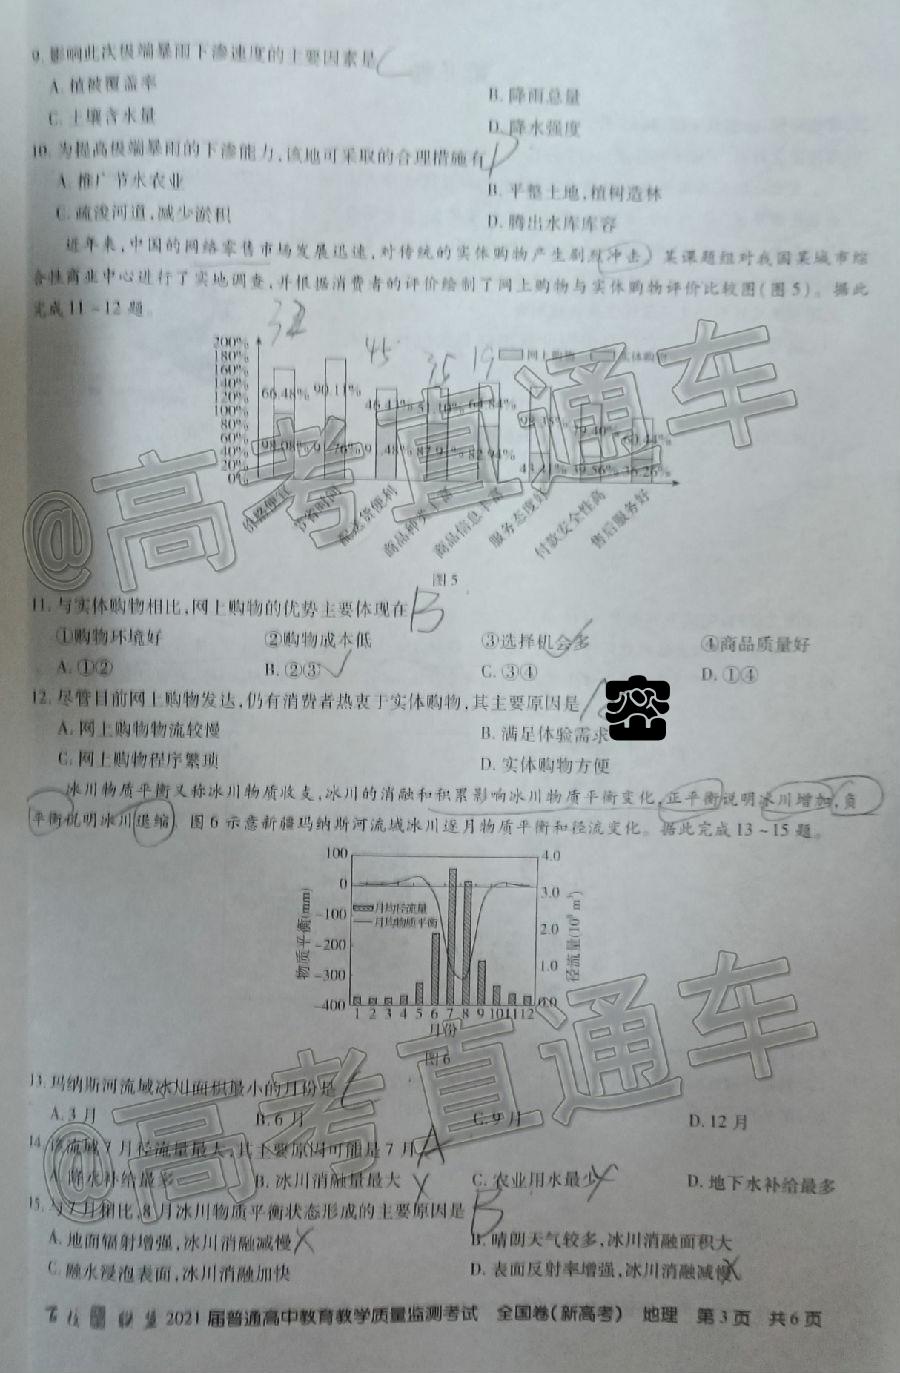 9. 影响此次极端暴雨下渗速度的主要因素是 C
A. 植被覆盖率
B. 降雨总量
C. 土壤含水量
D. 降水强度
10. 为提高极端暴雨的下渗能力,该地可采取的合理措施有
A. 推广节水农业
B. 平整土地,植树造林
C. 疏浚河道,减少淤积
D. 腾出水库库容
近年来,中国的网络零售市场发展迅速,对传统的实体购物产生剧烈冲击。某课题组对我国某城市综
合性商业中心进行了实地调查,并根据消费者的评价绘制了网上购物与实体购物评价比较图(图5)。据此
完成11~12题。
32
45
35
19
网上购物 实体购物
200%
180%
160%
140%
120%
100%
80%
60%
40%
20%
0%
66.48% 90.11%
79.40% 60.44%
43.41% 39.56% 36.26%
价格便宜
节省时间
配送货便利
商品种类丰富
商品信息丰富
服务态度好
付款安全性高
售后服务好
图5
11. 与实体购物相比,网上购物的优势主要体现在 B
①购物环境好 ②购物成本低 ③选择机会多 ④商品质量好
A. ①② B. ②③ C. ③④ D. ①④
12. 尽管目前网上购物发达,仍有消费者热衷于实体购物,其主要原因是
A. 网上购物物流较慢
B. 满足体验需求
C. 网上购物程序繁琐
D. 实体购物方便
冰川物质平衡又称冰川物质收支,冰川的消融和积累影响冰川物质平衡变化,正平衡说明冰川增加,负
平衡说明冰川退缩。图6示意新疆玛纳斯河流域冰川逐月物质平衡和径流变化。据此完成13~15题。
100
0
-100
-200
-300
-400
物质平衡(mm)
月均径流量
月均物质平衡
4.0
3.0
2.0
1.0
0.0
1 2 3 4 5 6 7 8 9 10 11 12
月份
图6
13. 玛纳斯河流域冰川面积最小的月份是 C
A. 3月 B. 6月 C. 9月 D. 12月
14. 该流域7月径流量最大,其主要原因可能是7月 A
A. 降水补给最多 B. 冰川消融量最大 C. 农业用水最少 D. 地下水补给最多
15. 与7月相比,8月冰川物质平衡状态形成的主要原因是 B
A. 地面辐射增强,冰川消融减慢
B. 晴朗天气较多,冰川消融面积大
C. 融水浸泡表面,冰川消融加快
D. 表面反射率增强,冰川消融减慢
2021届普通高中教育教学质量监测考试 全国卷(新高考) 地理 第3页 共6页
@高考直通车
@高考直通车